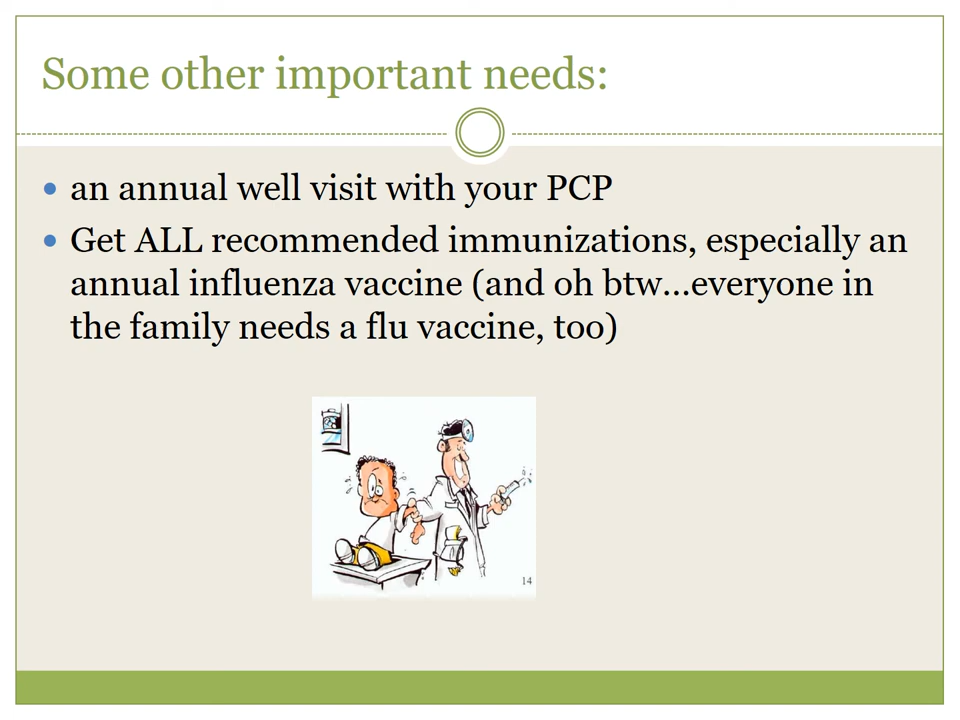 Some other important needs:
an annual well visit with your PCP
Get ALL recommended immunizations, especially an
annual influenza vaccine (and oh btw…everyone in
the family needs a flu vaccine, too)
14